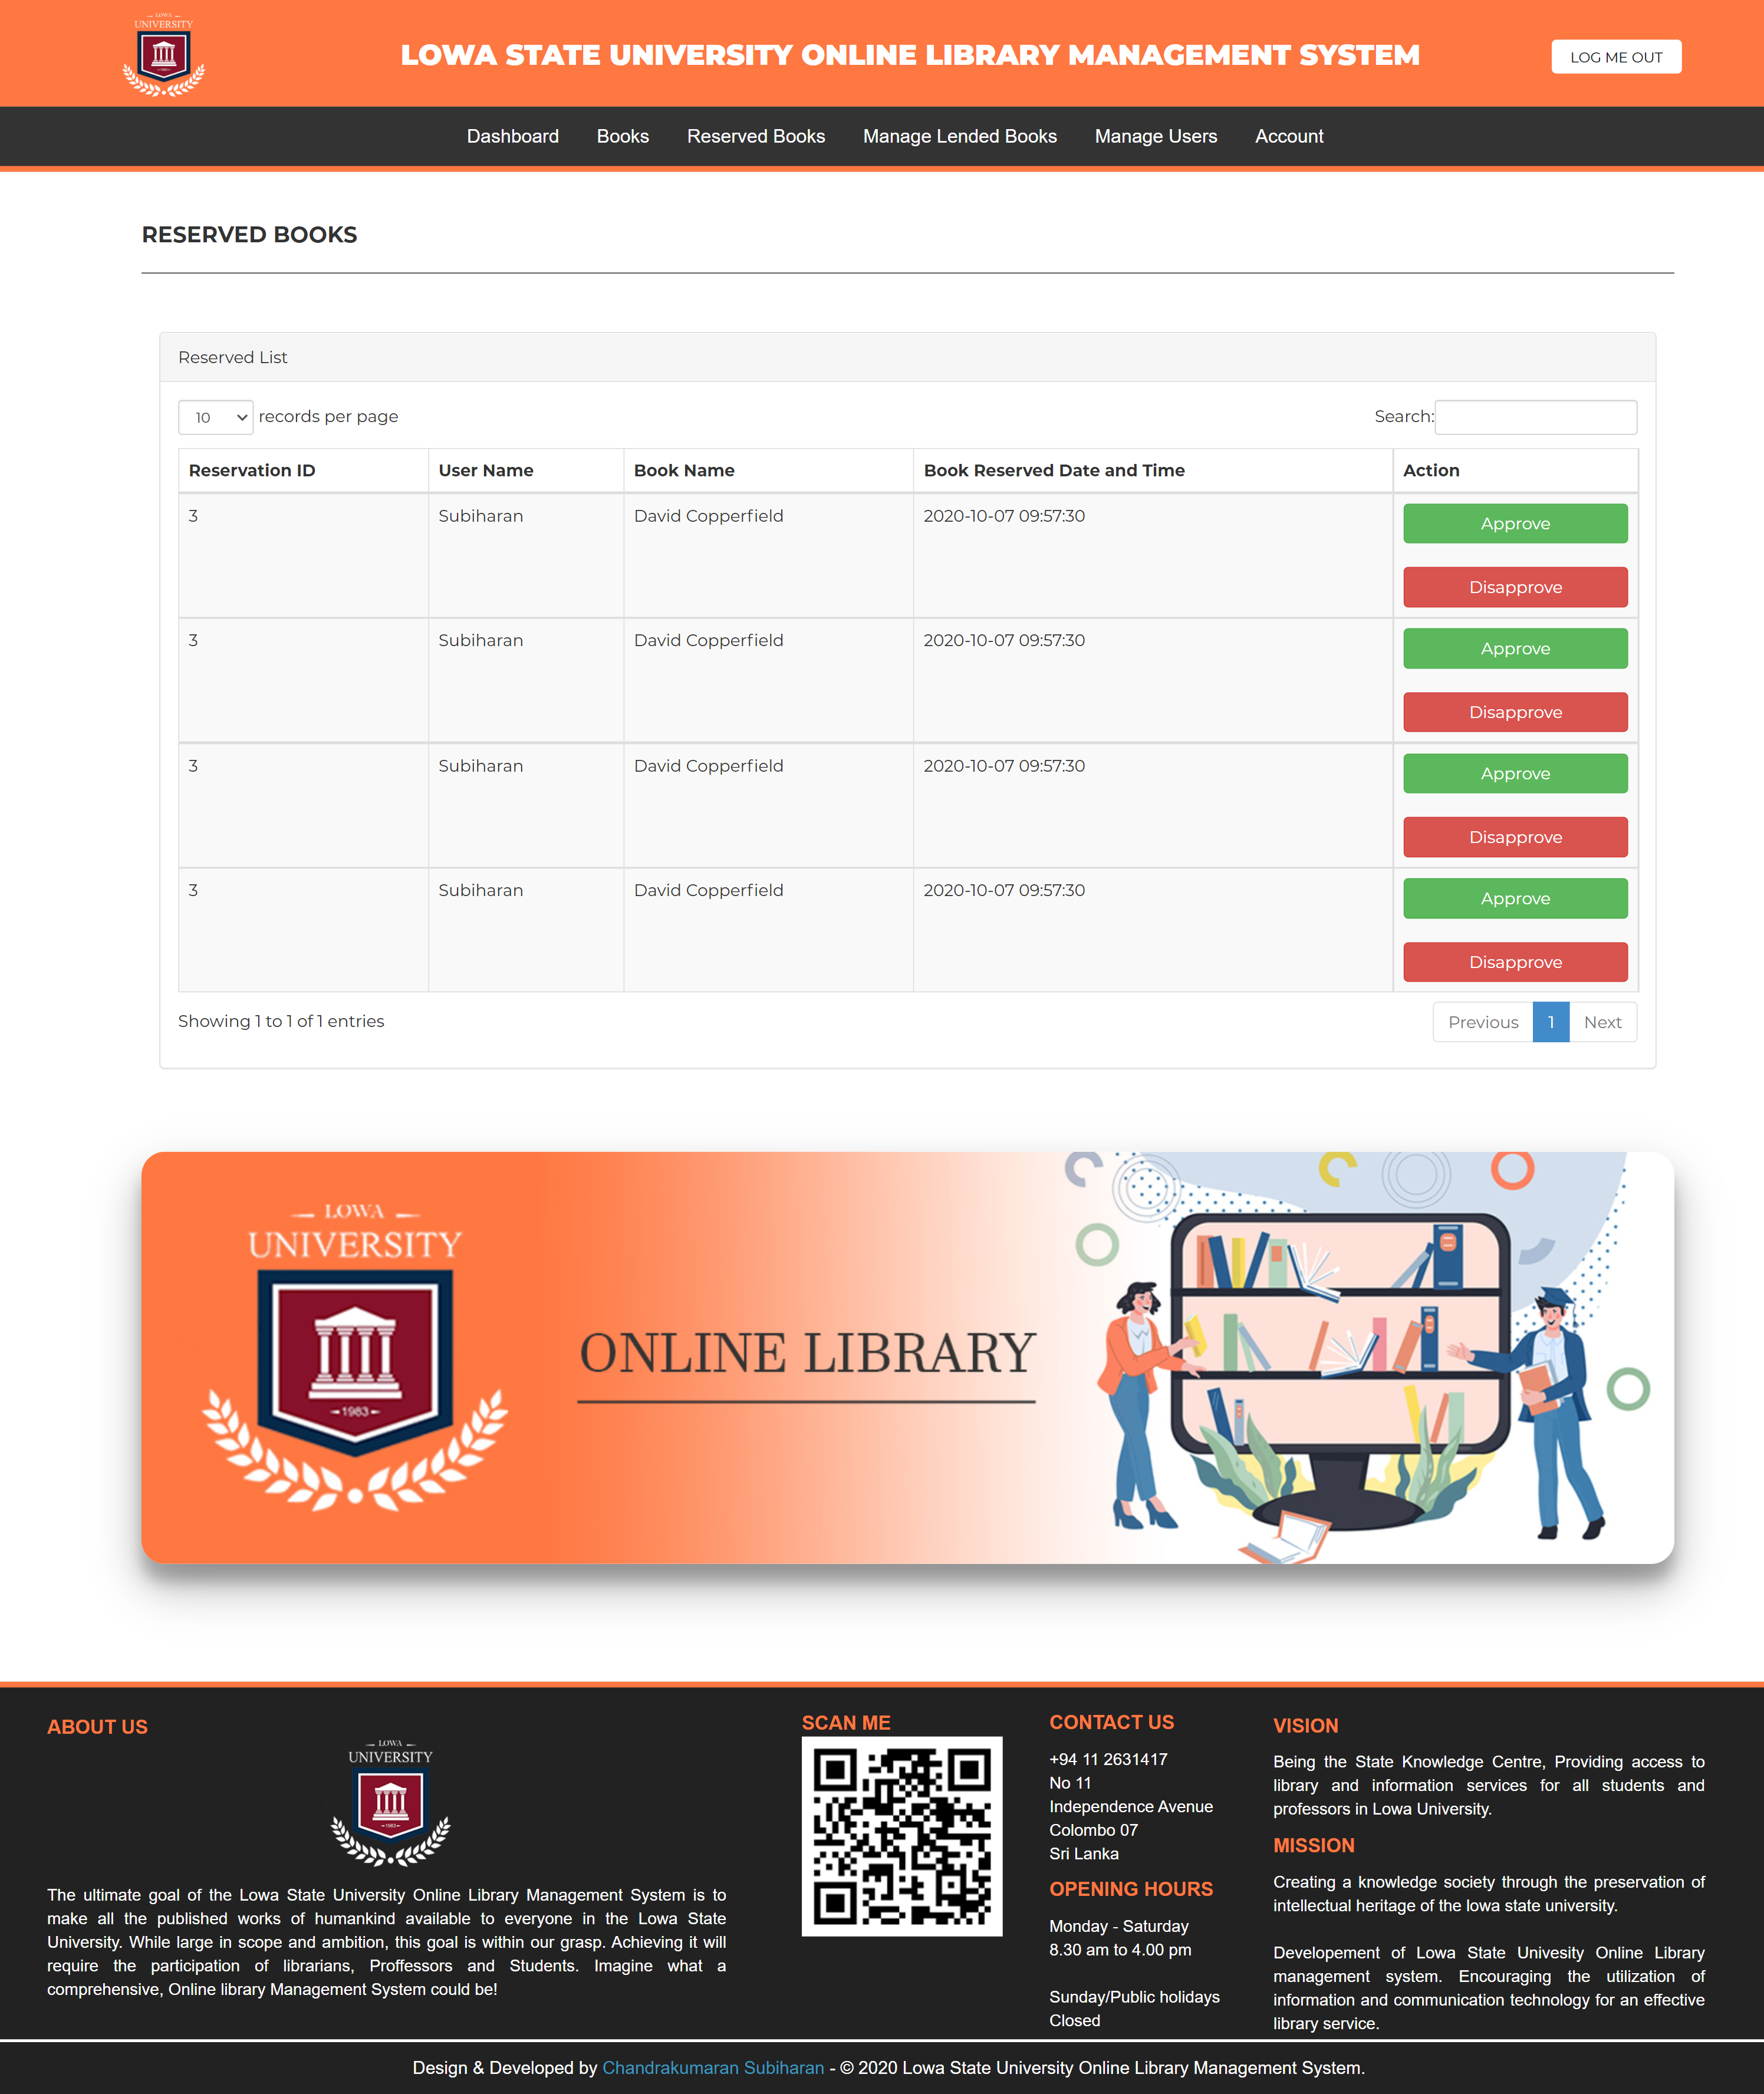 LOWA
UNIVERSITY
LOWA STATE UNIVERSITY ONLINE LIBRARY MANAGEMENT SYSTEM
LOG ME OUT
Dashboard Books Reserved Books Manage Lended Books Manage Users Account
RESERVED BOOKS
Reserved List
10 records per page Search:
Reservation ID User Name Book Name Book Reserved Date and Time Action
3 Subiharan David Copperfield 2020-10-07 09:57:30 Approve
Disapprove
3 Subiharan David Copperfield 2020-10-07 09:57:30 Approve
Disapprove
3 Subiharan David Copperfield 2020-10-07 09:57:30 Approve
Disapprove
3 Subiharan David Copperfield 2020-10-07 09:57:30 Approve
Disapprove
Showing 1 to 1 of 1 entries Previous 1 Next
LOWA
UNIVERSITY
1983
ONLINE LIBRARY
ABOUT US
LOWA
UNIVERSITY
1983
The ultimate goal of the Lowa State University Online Library Management System is to
make all the published works of humankind available to everyone in the Lowa State
University. While large in scope and ambition, this goal is within our grasp. Achieving it will
require the participation of librarians, Proffessors and Students. Imagine what a
comprehensive, Online library Management System could be!
SCAN ME
CONTACT US
+94 11 2631417
No 11
Independence Avenue
Colombo 07
Sri Lanka
OPENING HOURS
Monday - Saturday
8.30 am to 4.00 pm
Sunday/Public holidays
Closed
VISION
Being the State Knowledge Centre, Providing access to
library and information services for all students and
professors in Lowa University.
MISSION
Creating a knowledge society through the preservation of
intellectual heritage of the lowa state university.
Developement of Lowa State Univesity Online Library
management system. Encouraging the utilization of
information and communication technology for an effective
library service.
Design & Developed by Chandrakumaran Subiharan - © 2020 Lowa State University Online Library Management System.